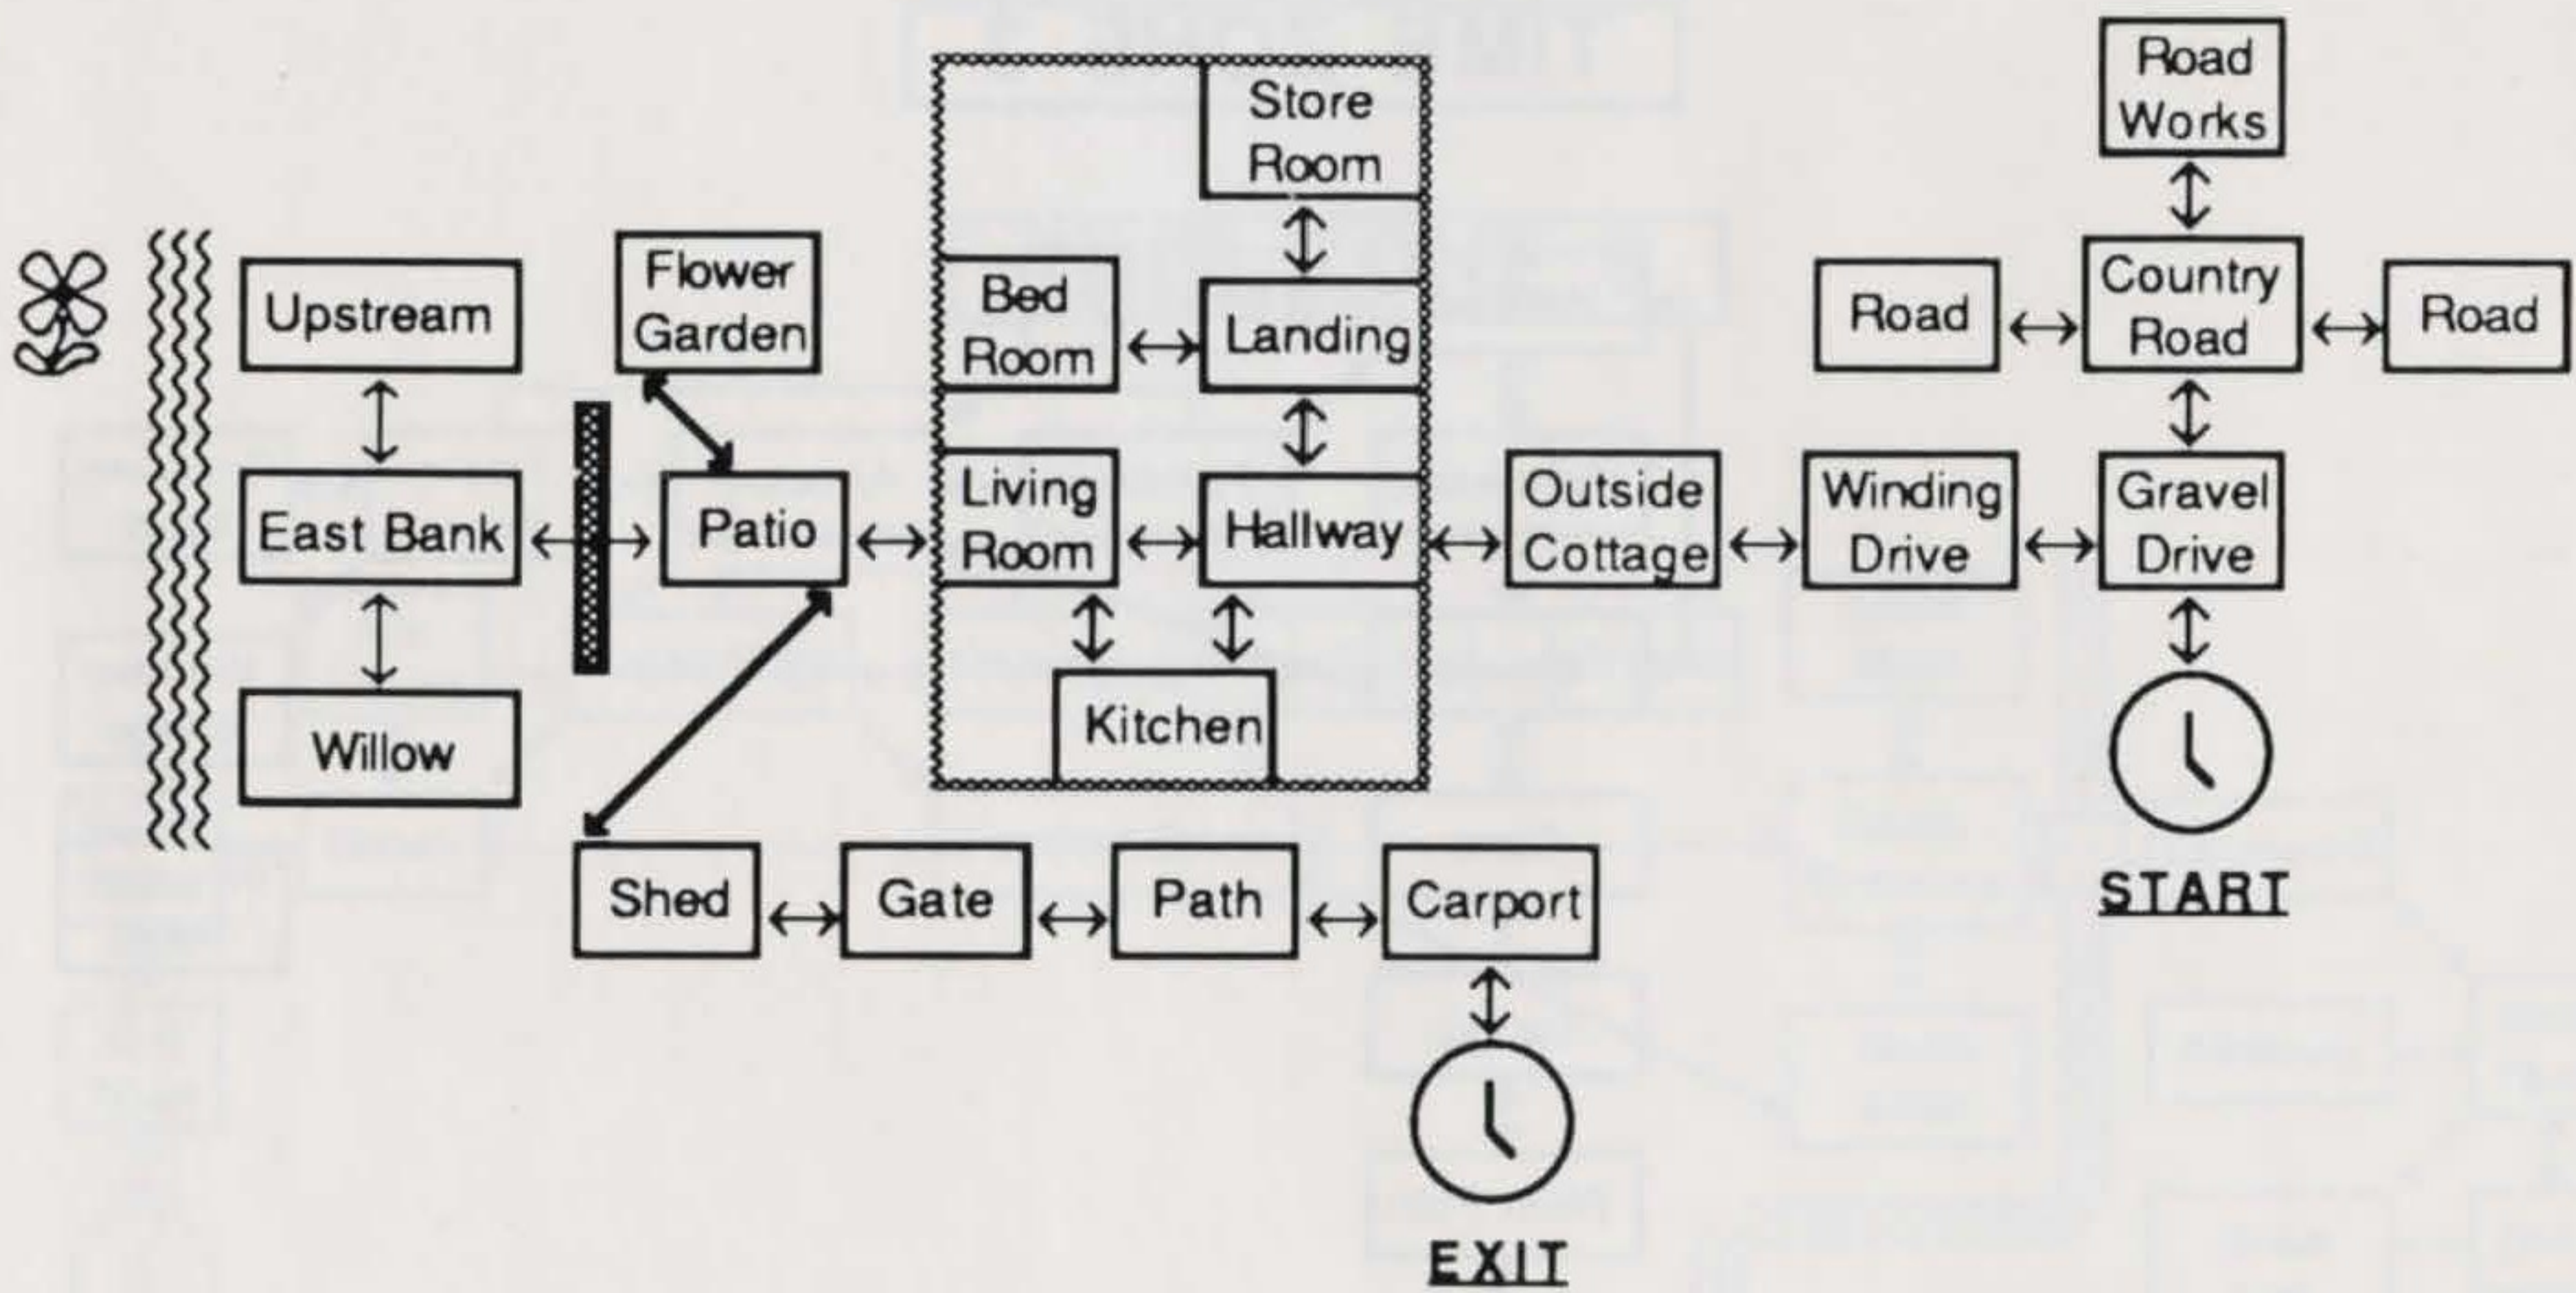 Road
Works
Store
Room
Upstream
Flower
Garden
Bed
Room
Landing
Road
Country
Road
Road
East Bank
Patio
Living
Room
Hallway
Outside
Cottage
Winding
Drive
Gravel
Drive
Willow
Kitchen
Shed
Gate
Path
Carport
START
EXIT